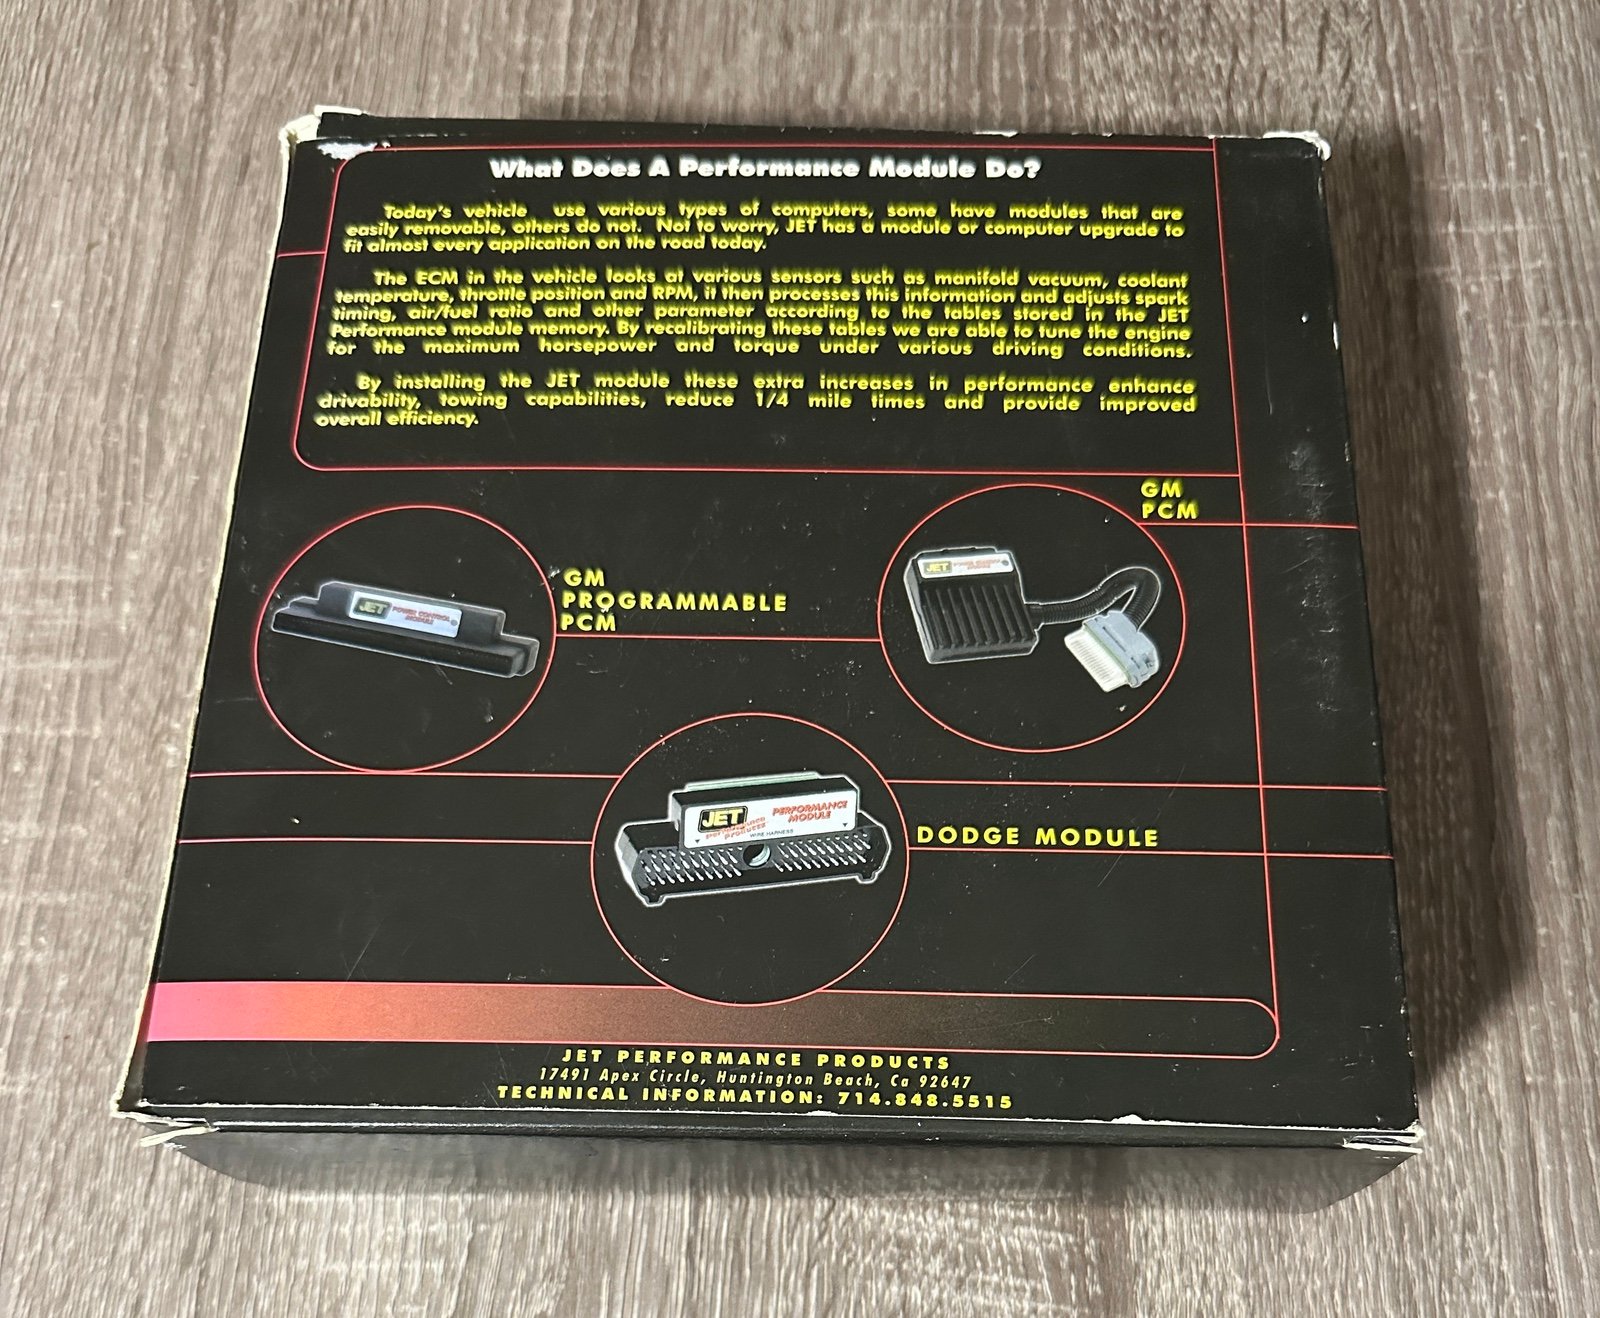 What Does A Performance Module Do?
Today's vehicle use various types of computers, some have modules that are
easily removable, others do not. Not to worry, JET has a module or computer upgrade to
fit almost every application on the road today.
The ECM in the vehicle looks at various sensors such as manifold vacuum, coolant
temperature, throttle position and RPM, it then processes this information and adjusts spark
timing, air/fuel ratio and other parameter according to the tables stored in the JET
Performance module memory. By recalibrating these tables we are able to tune the engine
for the maximum horsepower and torque under various driving conditions.
By installing the JET module these extra increases in performance enhance
drivability, towing capabilities, reduce 1/4 mile times and provide improved
overall efficiency.
GM
PCM
JET
GM
PROGRAMMABLE
PCM
JET POWER CONTROL
MODULE
JET
PERFORMANCE
PRODUCTS
PERFORMANCE
MODULE
WIRE HARNESS
DODGE MODULE
JET PERFORMANCE PRODUCTS
17491 Apex Circle, Huntington Beach, Ca 92647
TECHNICAL INFORMATION: 714.848.5515